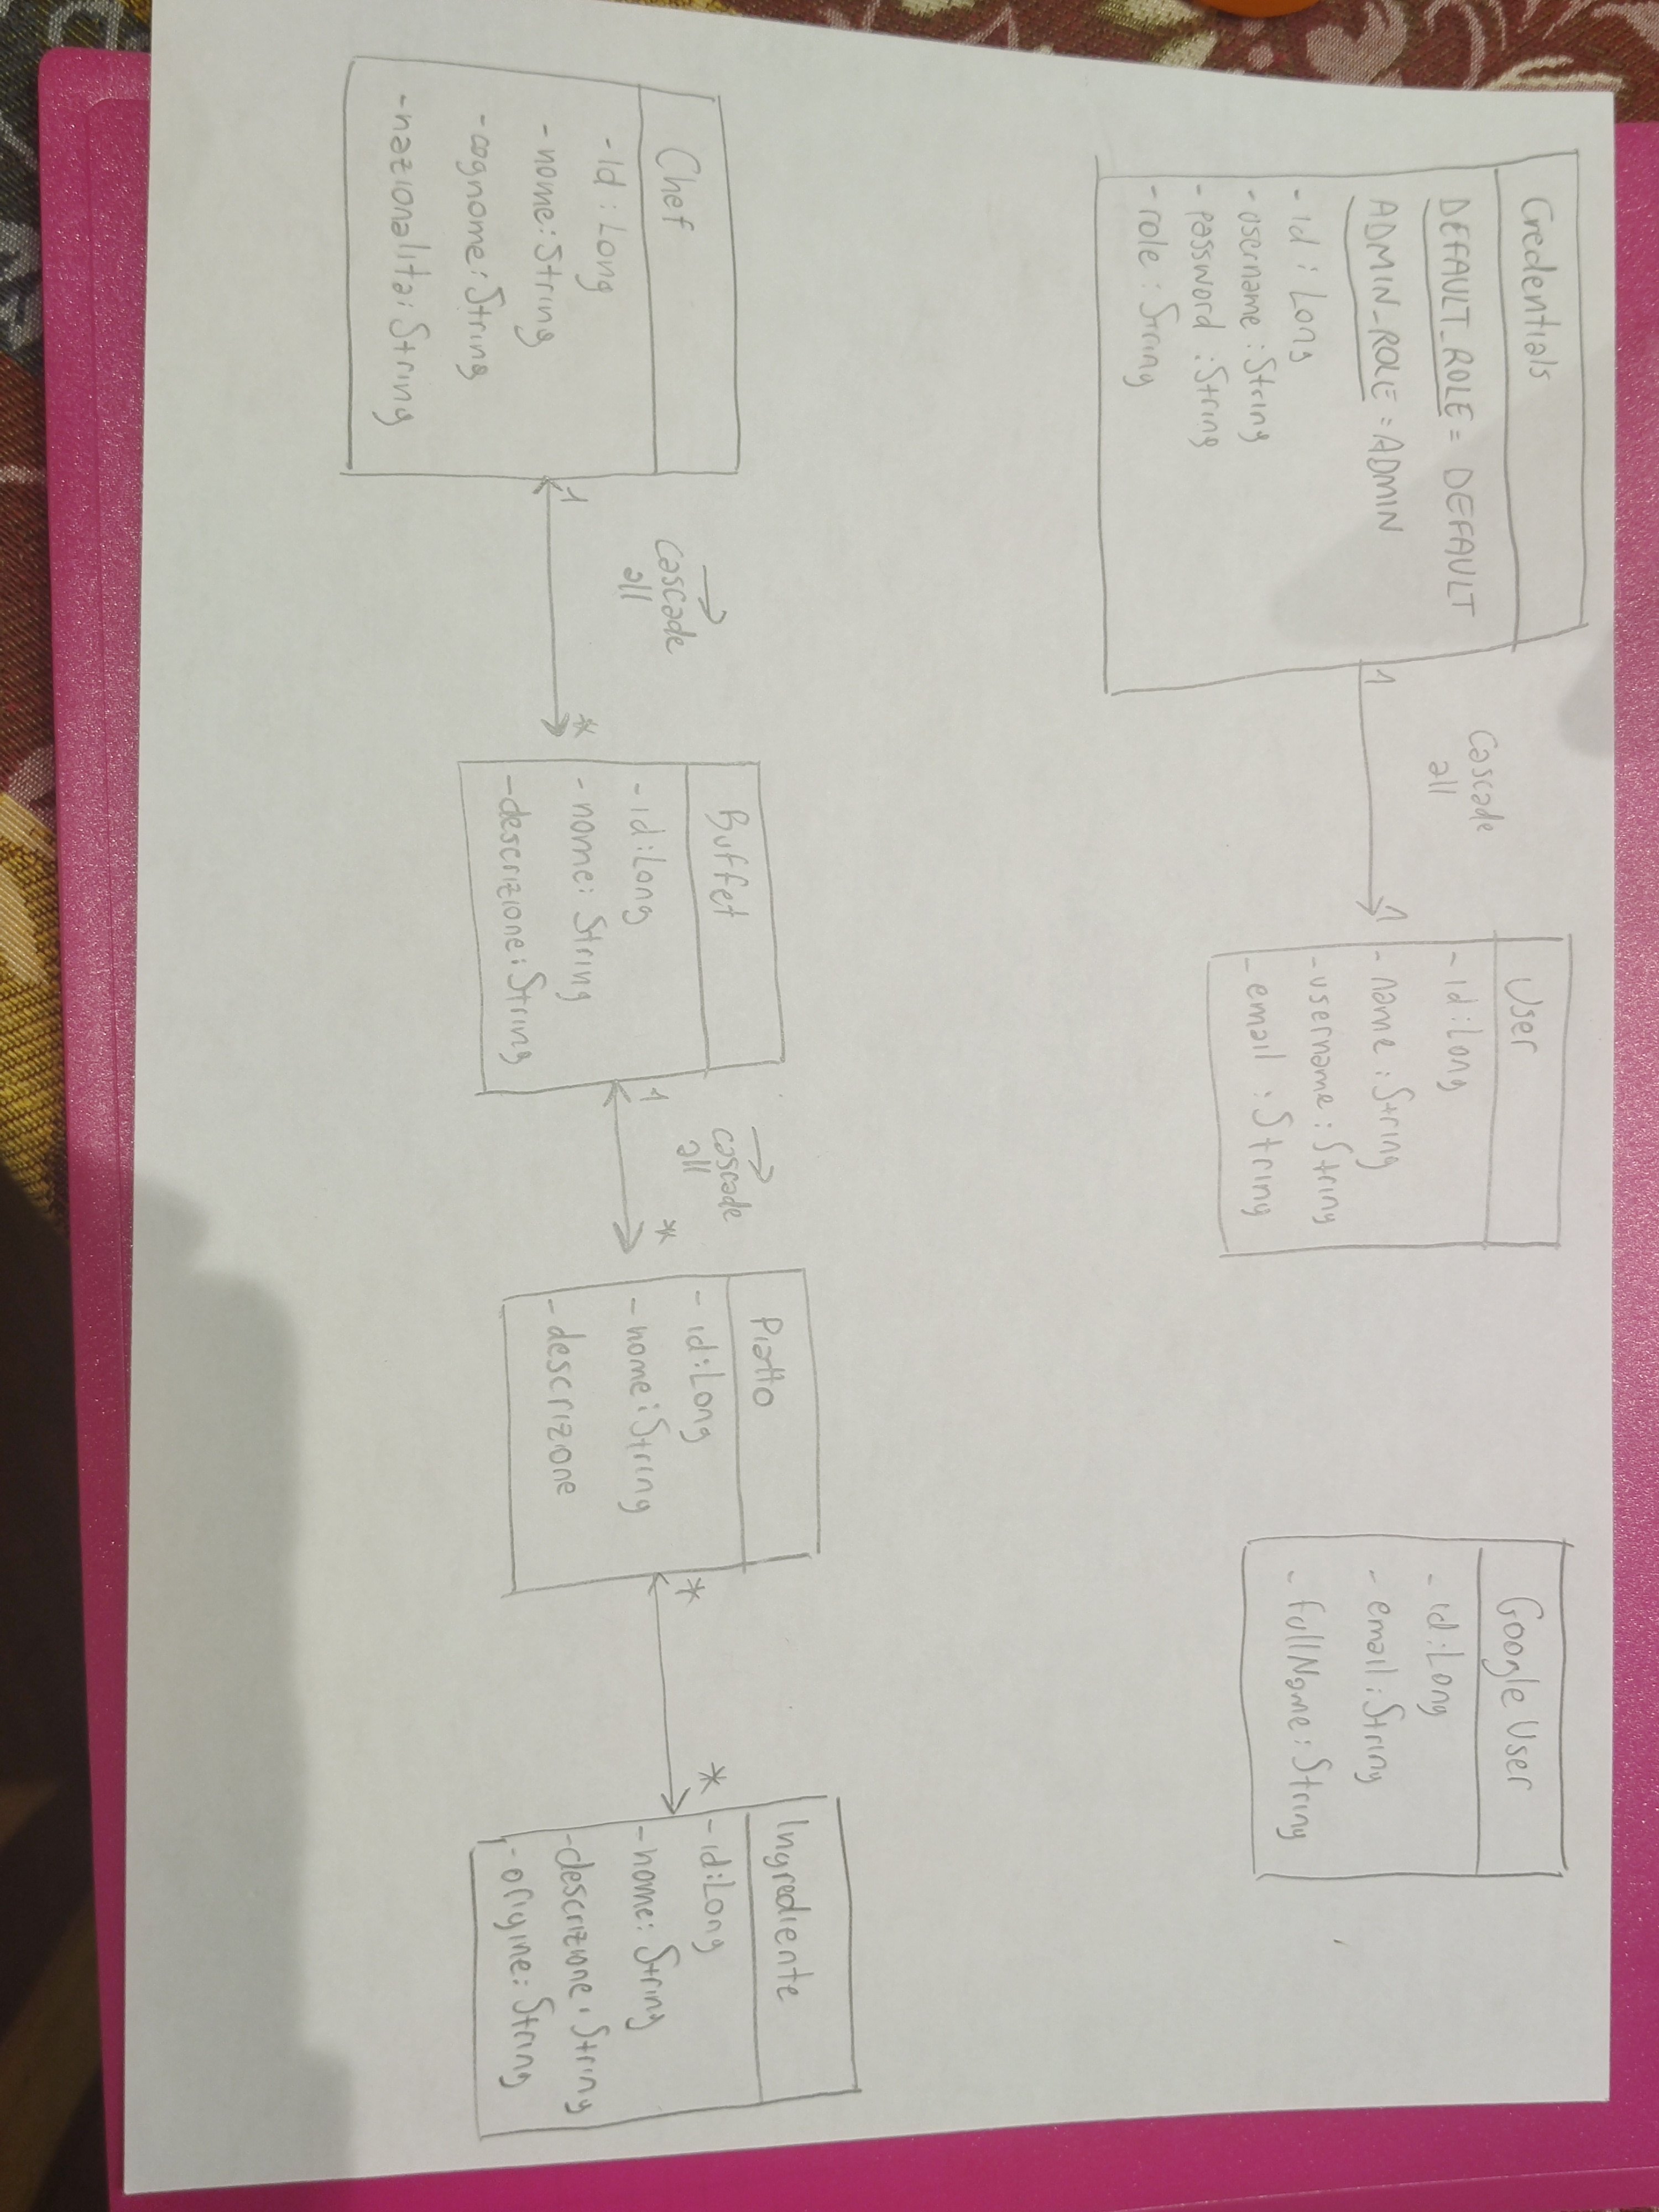 Credentials
DEFAULT_ROLE = DEFAULT
ADMIN_ROLE = ADMIN
- id : Long
- username : String
- password : String
- role : String
1
cascade
all
1
User
- id : Long
- name : String
- username : String
- email : String
Google User
- id : Long
- email : String
- fullName : String
Chef
- id : Long
- nome : String
- cognome : String
- nazionalita : String
1
→
cascade
all
*
Buffet
- id : Long
- nome : String
- descrizione : String
1
→
cascade
all
*
Piatto
- id : Long
- nome : String
- descrizione
*
*
Ingrediente
- id : Long
- nome : String
- descrizione : String
- origine : String